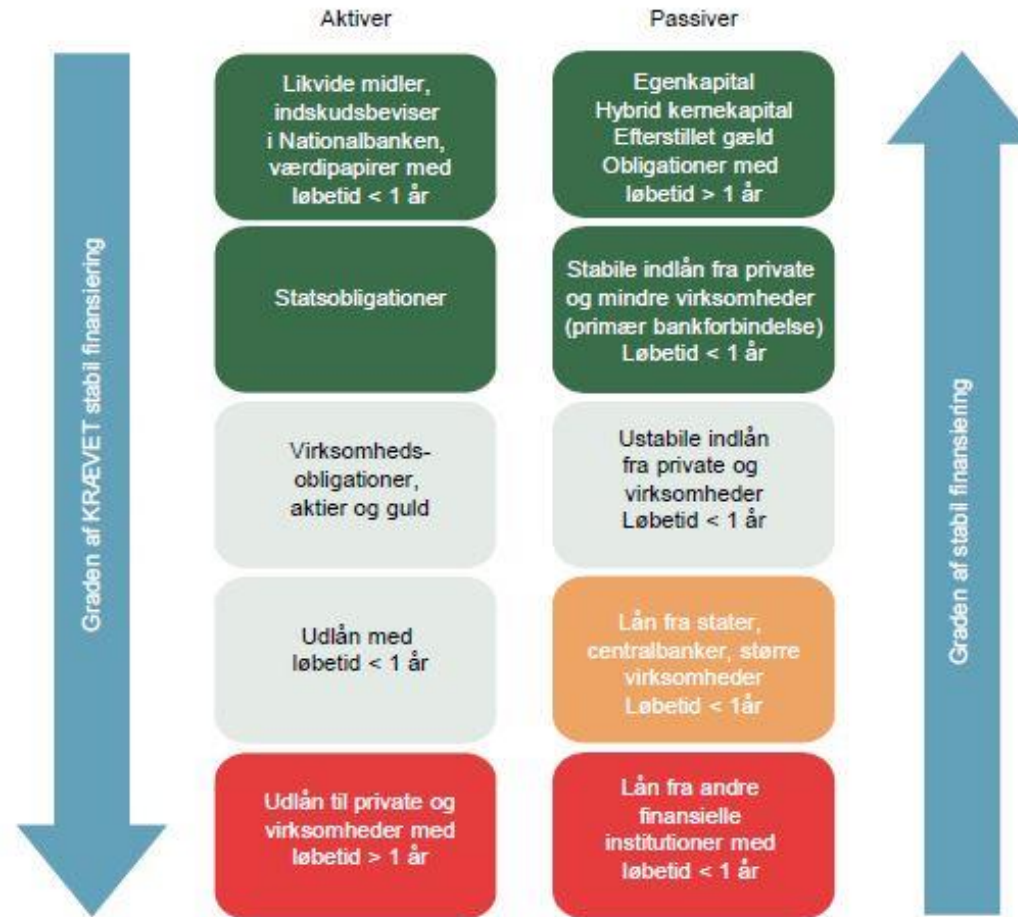 Aktiver
Passiver
Graden af KRÆVET stabil finansiering
Likvide midler,
indskudsbeviser
i Nationalbanken,
værdipapirer med
løbetid < 1 år
Egenkapital
Hybrid kernekapital
Efterstillet gæld
Obligationer med
løbetid > 1 år
Statsobligationer
Stabile indlån fra private
og mindre virksomheder
(primær bankforbindelse)
Løbetid < 1 år
Virksomheds-
obligationer,
aktier og guld
Ustabile indlån
fra private og
virksomheder
Løbetid < 1 år
Udlån med
løbetid < 1 år
Lån fra stater,
centralbanker, større
virksomheder
Løbetid < 1år
Udlån til private og
virksomheder med
løbetid > 1 år
Lån fra andre
finansielle
institutioner med
løbetid < 1 år
Graden af stabil finansiering